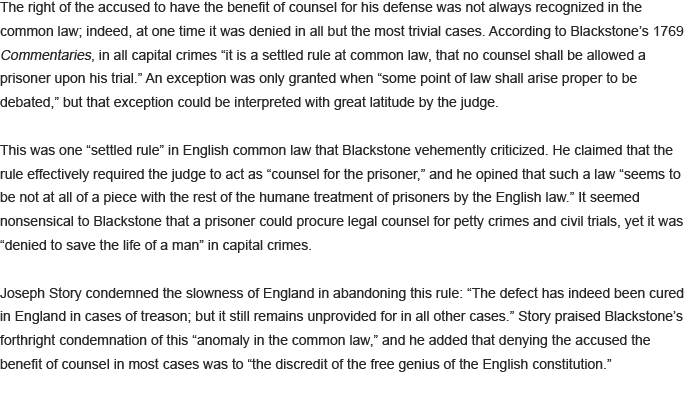 The right of the accused to have the benefit of counsel for his defense was not always recognized in the
common law; indeed, at one time it was denied in all but the most trivial cases. According to Blackstone’s 1769
Commentaries, in all capital crimes “it is a settled rule at common law, that no counsel shall be allowed a
prisoner upon his trial.” An exception was only granted when “some point of law shall arise proper to be
debated,” but that exception could be interpreted with great latitude by the judge.

This was one “settled rule” in English common law that Blackstone vehemently criticized. He claimed that the
rule effectively required the judge to act as “counsel for the prisoner,” and he opined that such a law “seems to
be not at all of a piece with the rest of the humane treatment of prisoners by the English law.” It seemed
nonsensical to Blackstone that a prisoner could procure legal counsel for petty crimes and civil trials, yet it was
“denied to save the life of a man” in capital crimes.

Joseph Story condemned the slowness of England in abandoning this rule: “The defect has indeed been cured
in England in cases of treason; but it still remains unprovided for in all other cases.” Story praised Blackstone’s
forthright condemnation of this “anomaly in the common law,” and he added that denying the accused the
benefit of counsel in most cases was to “the discredit of the free genius of the English constitution.”